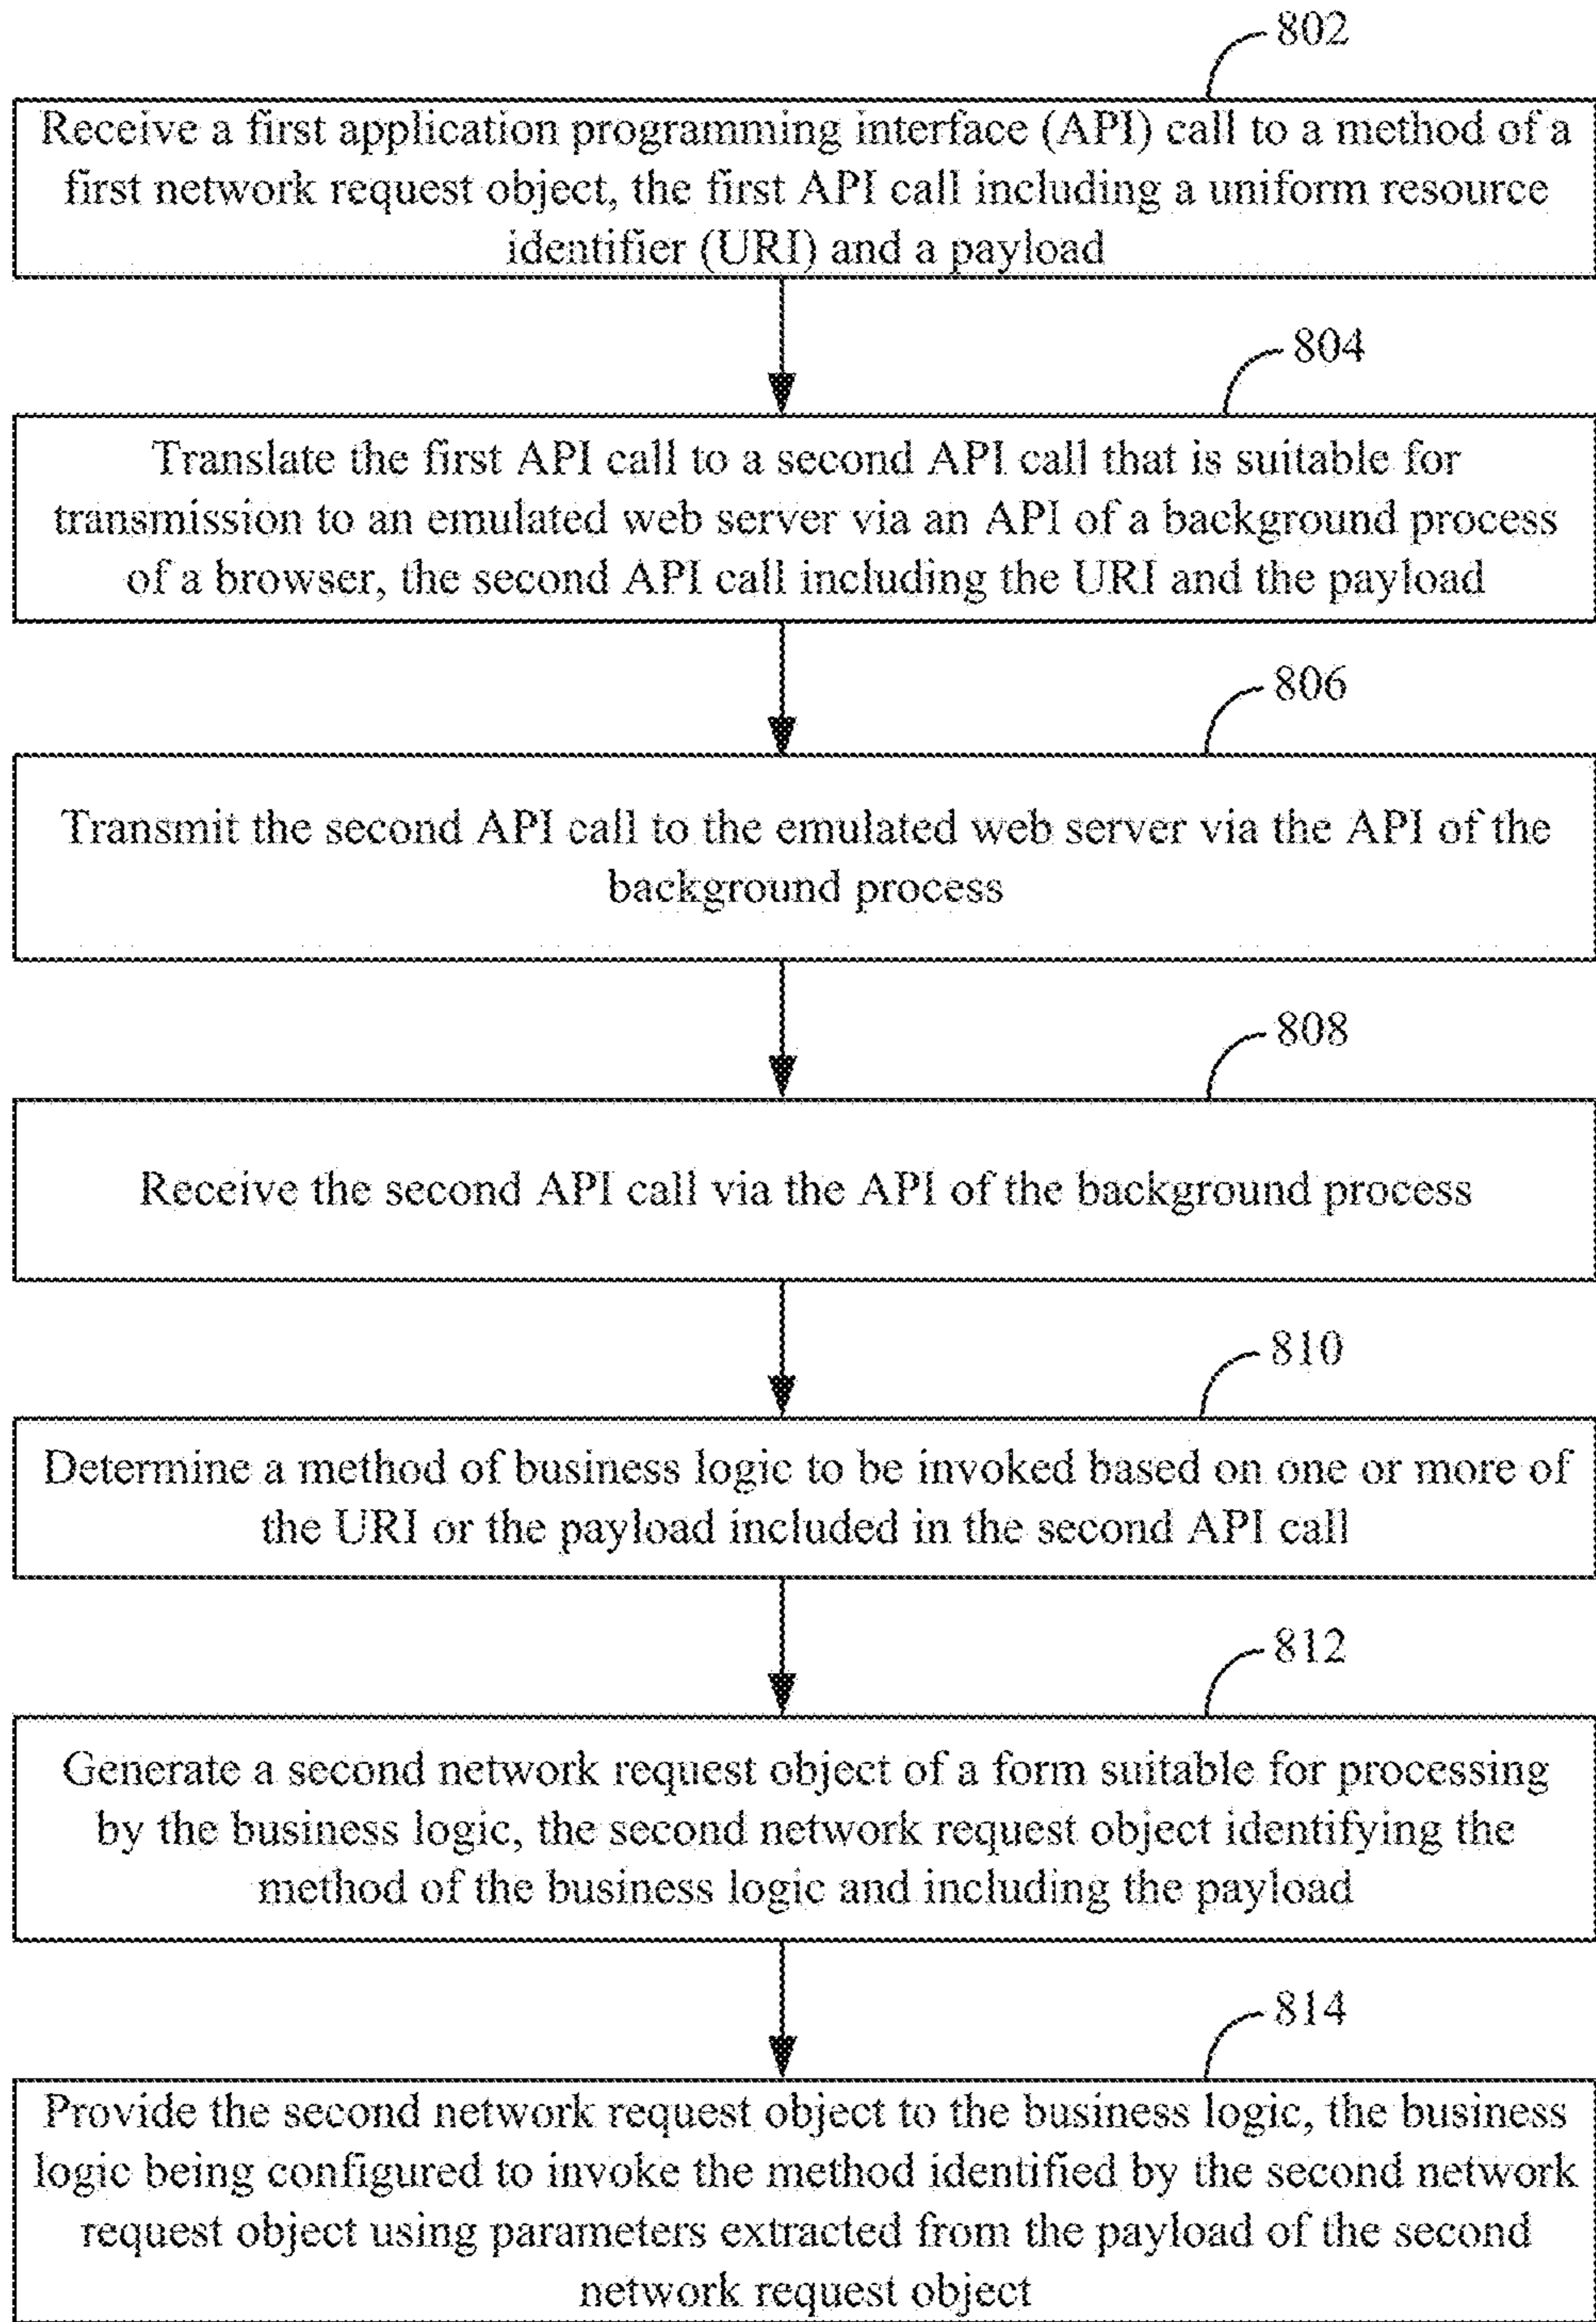 802
Receive a first application programming interface (API) call to a method of a
first network request object, the first API call including a uniform resource
identifier (URI) and a payload
804
Translate the first API call to a second API call that is suitable for
transmission to an emulated web server via an API of a background process
of a browser, the second API call including the URI and the payload
806
Transmit the second API call to the emulated web server via the API of the
background process
808
Receive the second API call via the API of the background process
810
Determine a method of business logic to be invoked based on one or more of
the URI or the payload included in the second API call
812
Generate a second network request object of a form suitable for processing
by the business logic, the second network request object identifying the
method of the business logic and including the payload
814
Provide the second network request object to the business logic, the business
logic being configured to invoke the method identified by the second network
request object using parameters extracted from the payload of the second
network request object